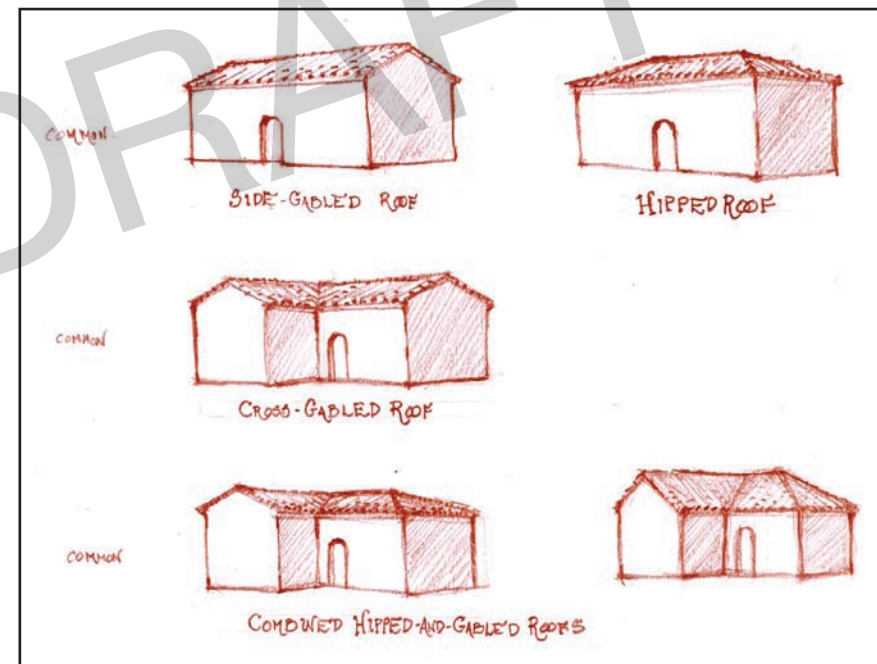 DRAFT
COMMON-
SIDE-GABLED ROOF
HIPPED ROOF
COMMON
CROSS-GABLED ROOF
COMMON
COMBINED HIPPED-AND-GABLED ROOFS